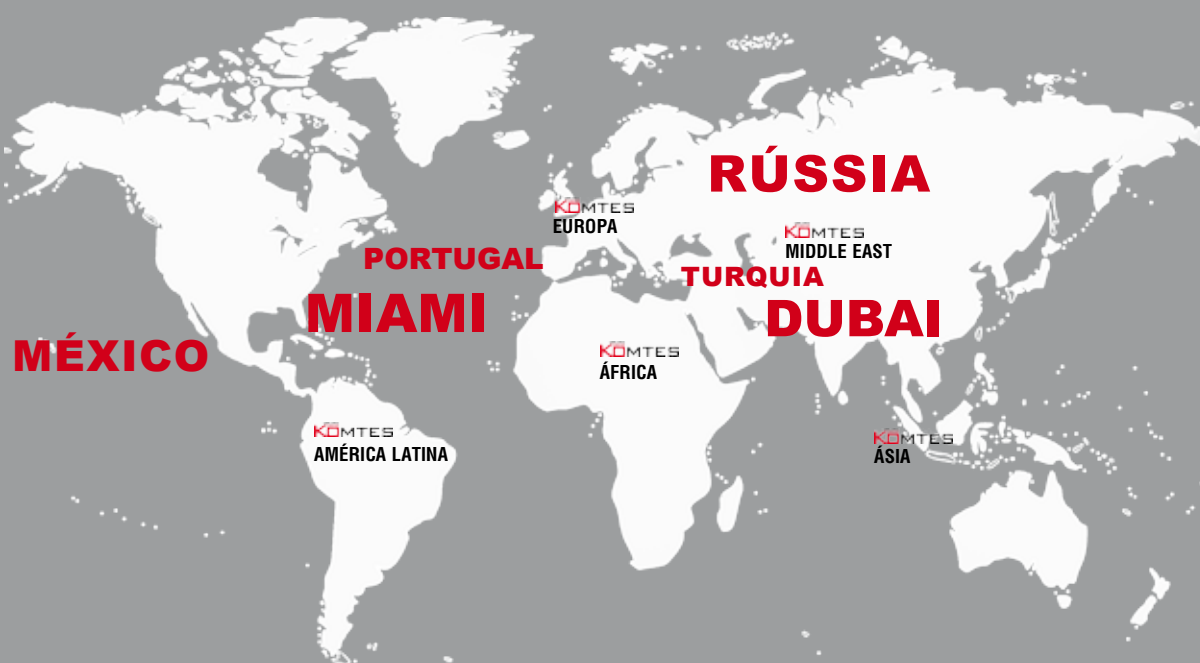 RÚSSIA
KOMTES
EUROPA
KOMTES
MIDDLE EAST
PORTUGAL
TURQUIA
MIAMI
DUBAI
MÉXICO
KOMTES
ÁFRICA
KOMTES
AMÉRICA LATINA
KOMTES
ÁSIA